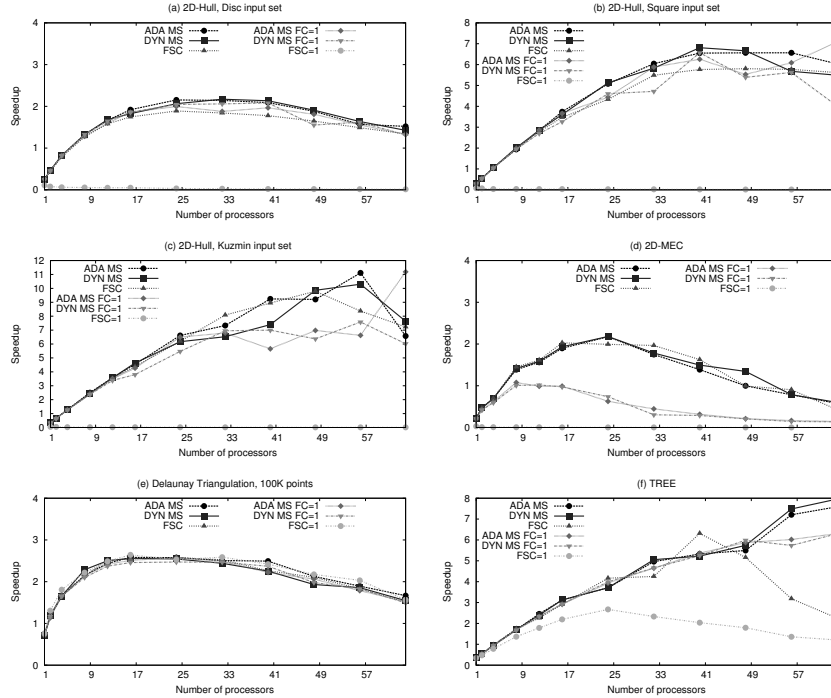 (a) 2D-Hull, Disc input set
4
3
2
1
0
Speedup
ADA MS
DYN MS
FSC
ADA MS FC=1
DYN MS FC=1
FSC=1
1 9 17 25 33 41 49 57
Number of processors
(b) 2D-Hull, Square input set
8
7
6
5
4
3
2
1
0
Speedup
ADA MS
DYN MS
FSC
ADA MS FC=1
DYN MS FC=1
FSC=1
1 9 17 25 33 41 49 57
Number of processors
(c) 2D-Hull, Kuzmin input set
12
11
10
9
8
7
6
5
4
3
2
1
0
Speedup
ADA MS
DYN MS
FSC
ADA MS FC=1
DYN MS FC=1
FSC=1
1 9 17 25 33 41 49 57
Number of processors
(d) 2D-MEC
4
3
2
1
0
Speedup
ADA MS
DYN MS
FSC
ADA MS FC=1
DYN MS FC=1
FSC=1
1 9 17 25 33 41 49 57
Number of processors
(e) Delaunay Triangulation, 100K points
4
3
2
1
0
Speedup
ADA MS
DYN MS
FSC
ADA MS FC=1
DYN MS FC=1
FSC=1
1 9 17 25 33 41 49 57
Number of processors
(f) TREE
8
7
6
5
4
3
2
1
0
Speedup
ADA MS
DYN MS
FSC
ADA MS FC=1
DYN MS FC=1
FSC=1
1 9 17 25 33 41 49 57
Number of processors